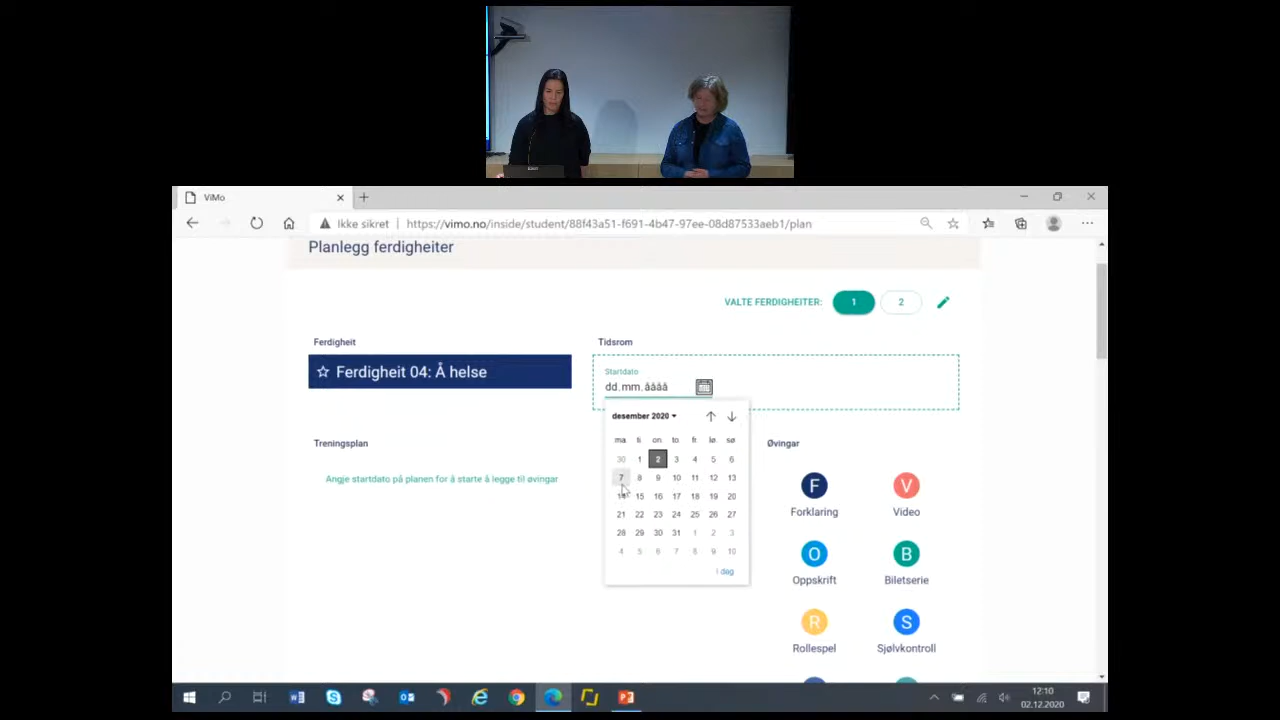 ViMo
Ikke sikret | https://vimo.no/inside/student/88f43a51-f691-4b47-97ee-08d87533aeb1/plan
Planlegg ferdigheiter
VALTE FERDIGHEITER: 1 2
Ferdigheit
Tidsrom
Ferdigheit 04: Å helse
Startdato
dd.mm.åååå
desember 2020
ma ti on to fr lø sø
30 1 2 3 4 5 6
7 8 9 10 11 12 13
14 15 16 17 18 19 20
21 22 23 24 25 26 27
28 29 30 31 1 2 3
4 5 6 7 8 9 10
I dag
Treningsplan
Angje startdato på planen for å starte å legge til øvingar
Øvingar
F V
Forklaring Video
O B
Oppskrift Biletserie
R S
Rollespel Sjølvkontroll
12:10
02.12.2020